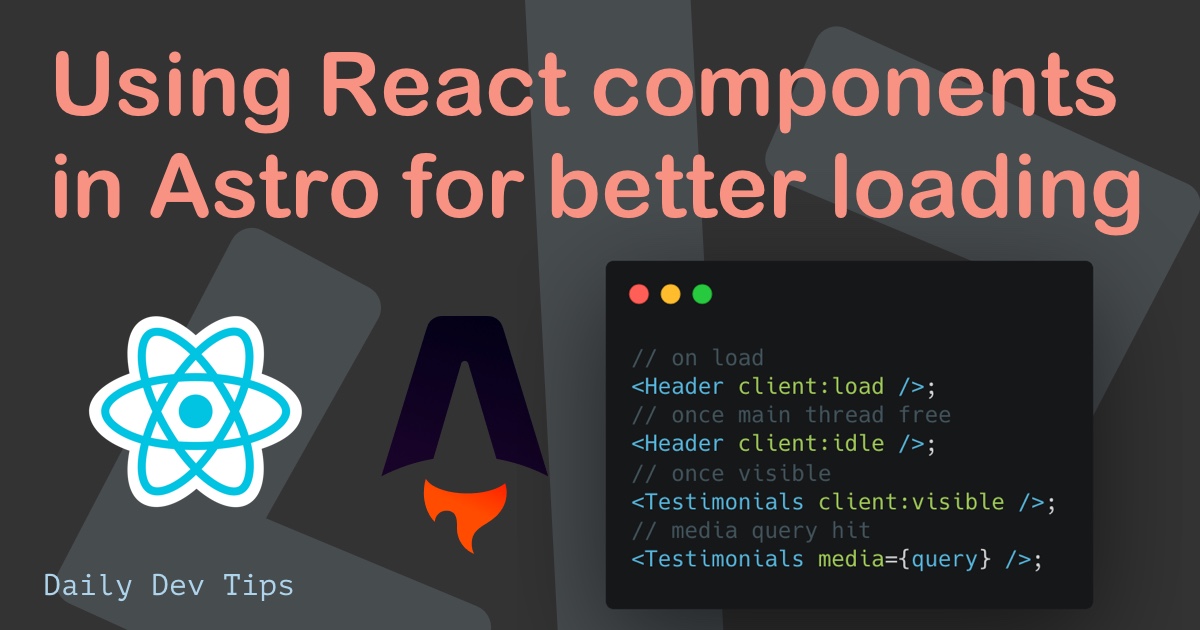 Using React components
in Astro for better loading
// on load
<Header client:load />;
// once main thread free
<Header client:idle />;
// once visible
<Testimonials client:visible />;
// media query hit
<Testimonials media={query} />;
Daily Dev Tips